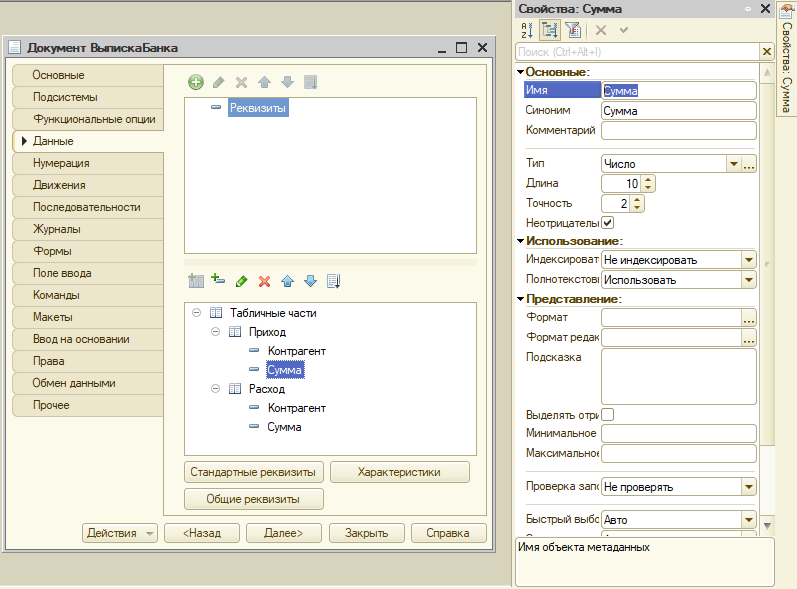 Документ ВыпискаБанка
Основные
Подсистемы
Функциональные опции
Данные
Нумерация
Движения
Последовательности
Журналы
Формы
Поле ввода
Команды
Макеты
Ввод на основании
Права
Обмен данными
Прочее
Реквизиты
Табличные части
Приход
Контрагент
Сумма
Расход
Контрагент
Сумма
Стандартные реквизиты
Характеристики
Общие реквизиты
Действия
<Назад
Далее>
Закрыть
Справка
Свойства: Сумма
Поиск (Ctrl+Alt+I)
Основные:
Имя Сумма
Синоним Сумма
Комментарий
Тип Число
Длина 10
Точность 2
Неотрицатель
Использование:
Индексироват Не индексировать
Полнотекстовы Использовать
Представление:
Формат
Формат редак
Подсказка
Выделять отри
Минимальное
Максимальное
Проверка запо Не проверять
Быстрый выбо Авто
Имя объекта метаданных
Свойства: Сумма